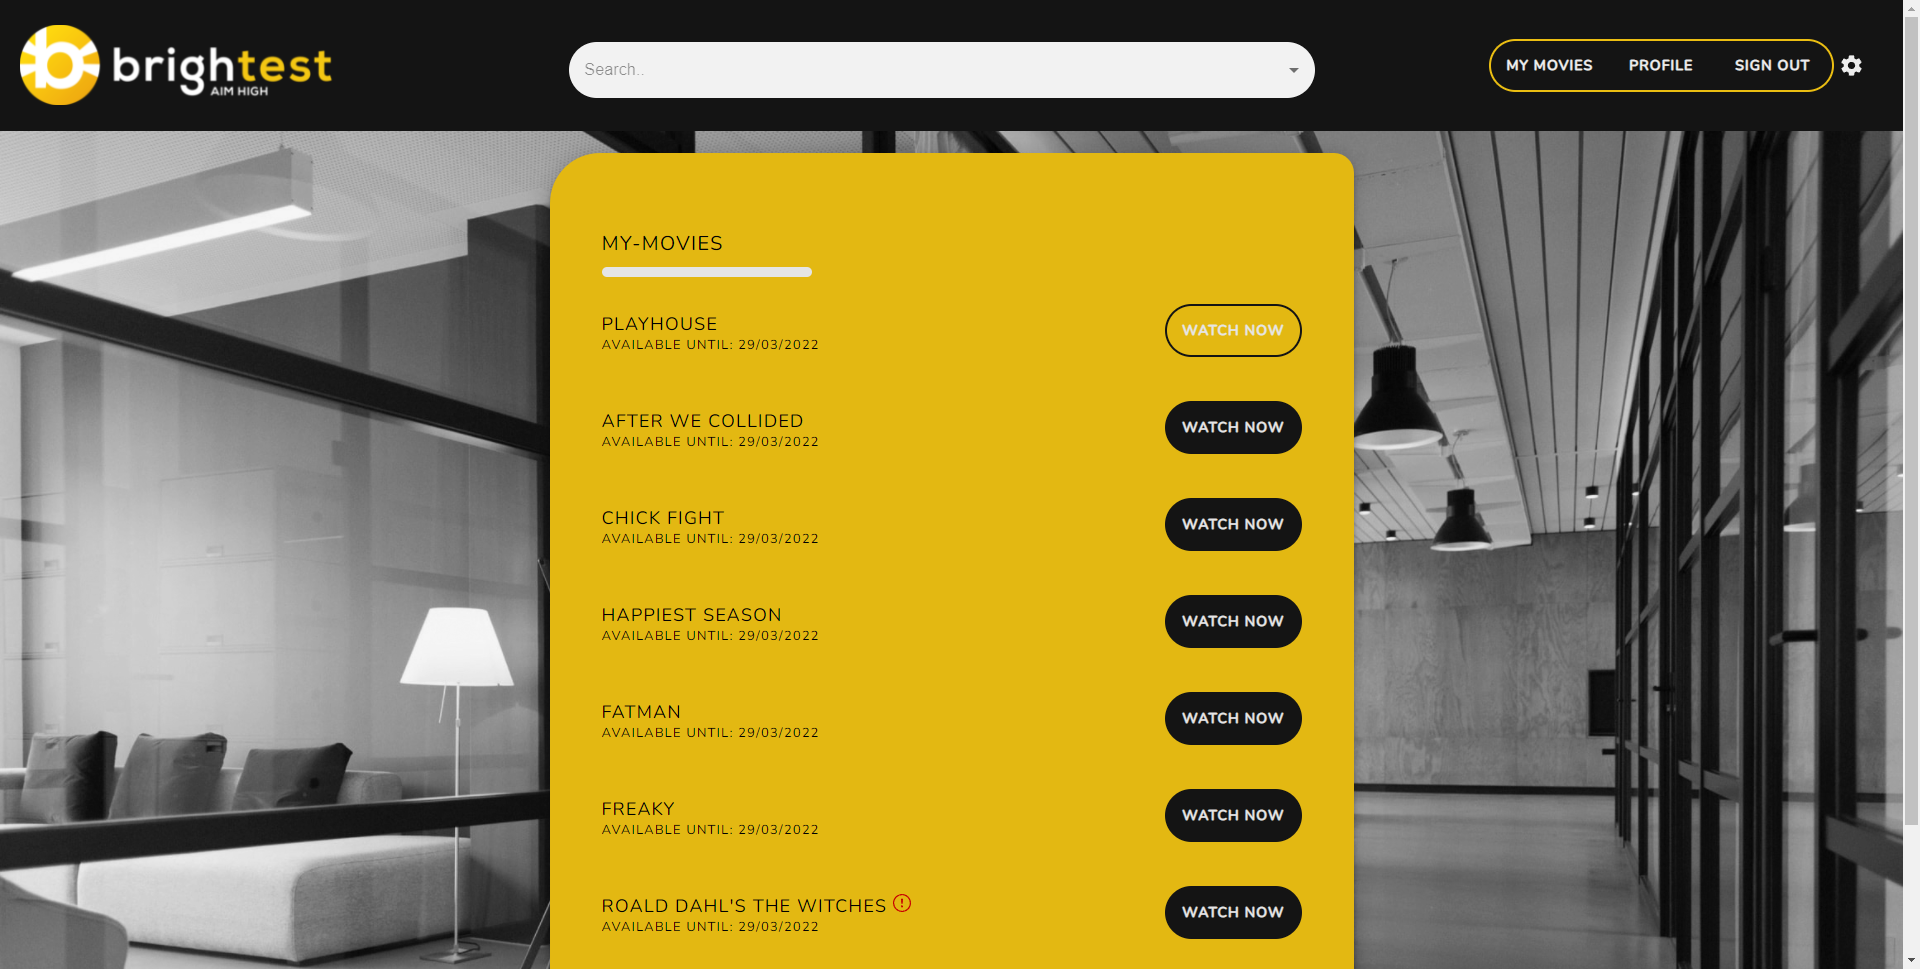 brightest
AIM HIGH
Search..
MY MOVIES
PROFILE
SIGN OUT
MY-MOVIES
PLAYHOUSE
AVAILABLE UNTIL: 29/03/2022
WATCH NOW
AFTER WE COLLIDED
AVAILABLE UNTIL: 29/03/2022
WATCH NOW
CHICK FIGHT
AVAILABLE UNTIL: 29/03/2022
WATCH NOW
HAPPIEST SEASON
AVAILABLE UNTIL: 29/03/2022
WATCH NOW
FATMAN
AVAILABLE UNTIL: 29/03/2022
WATCH NOW
FREAKY
AVAILABLE UNTIL: 29/03/2022
WATCH NOW
ROALD DAHL'S THE WITCHES
AVAILABLE UNTIL: 29/03/2022
WATCH NOW